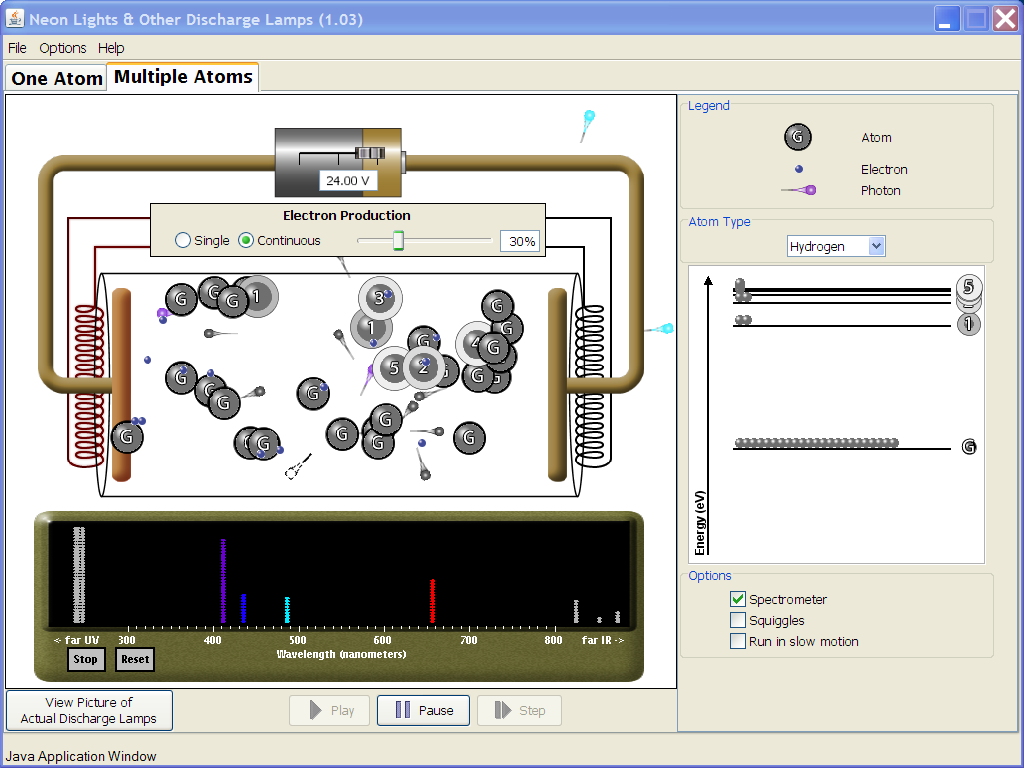 Neon Lights & Other Discharge Lamps (1.03)
File Options Help
One Atom Multiple Atoms
24.00 V
Electron Production
Single Continuous 30%
G G G 1 3 1 G G G 4 G 5 2 G G G G G G G G G G G G G
Legend
G Atom
Electron
Photon
Atom Type
Hydrogen
5
1
G
Energy (eV)
<- far UV 300 400 500 600 700 800 far IR ->
Wavelength (nanometers)
Stop Reset
Options
Spectrometer
Squiggles
Run in slow motion
View Picture of
Actual Discharge Lamps
Play Pause Step
Java Application Window